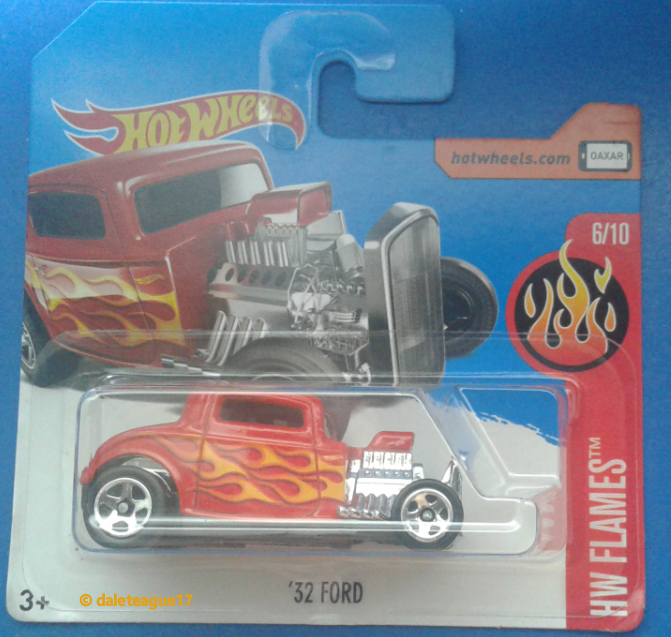 HOT WHEELS
hotwheels.com
OAXAR
6/10
HW FLAMES™
'32 FORD
3+
© daleteague17